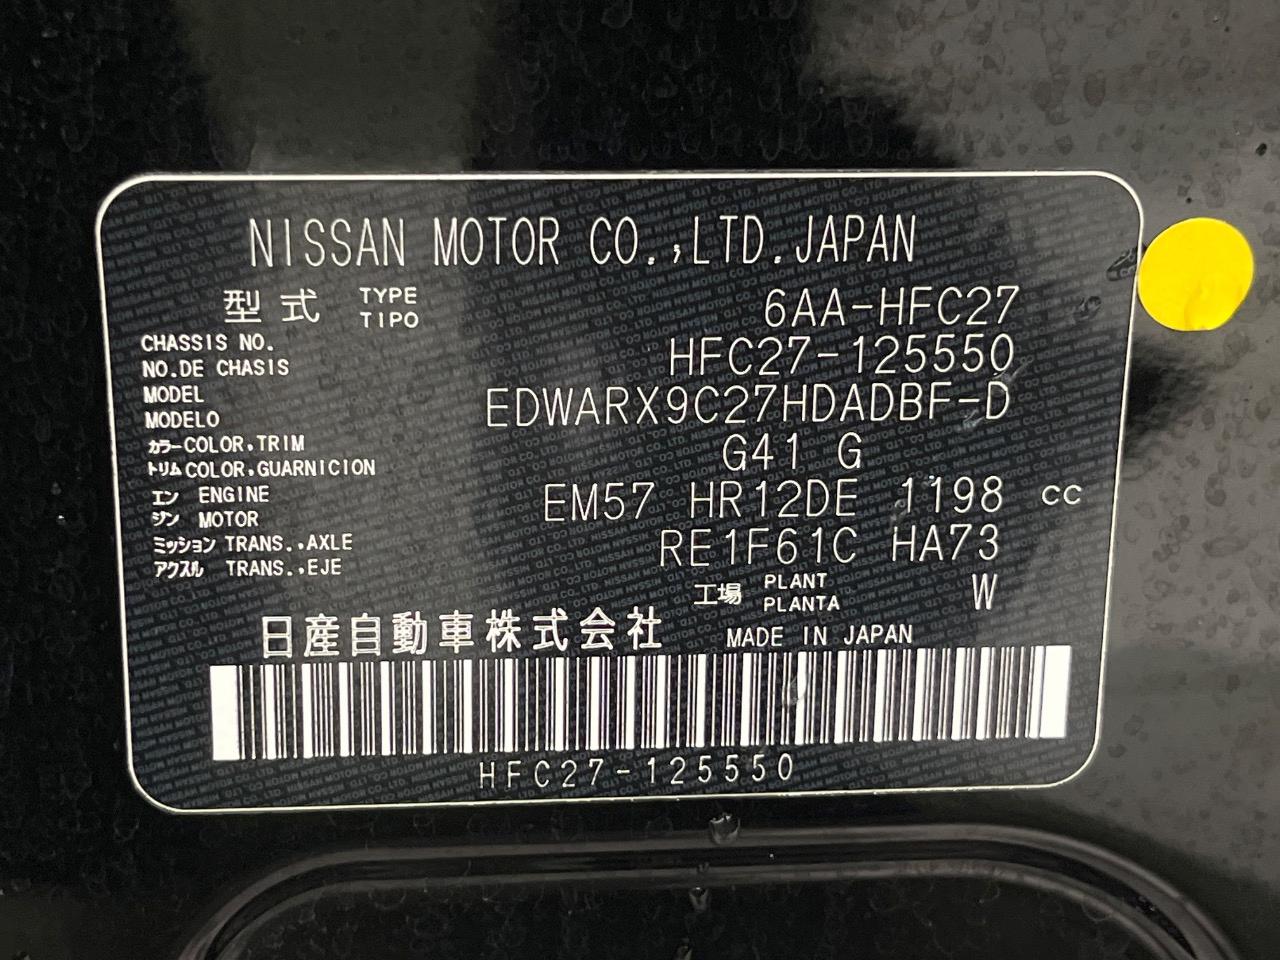 NISSAN MOTOR CO.,LTD.JAPAN
型式 TYPE TIPO 6AA-HFC27
CHASSIS NO.
NO.DE CHASIS HFC27-125550
MODEL
MODELO EDWARX9C27HDADBF-D
カラー COLOR,TRIM
トリム COLOR,GUARNICION G41 G
エン ENGINE
ジン MOTOR EM57 HR12DE 1198 cc
ミッション TRANS.,AXLE
アクスル TRANS.,EJE RE1F61C HA73
工場 PLANT PLANTA W
日産自動車株式会社 MADE IN JAPAN
HFC27-125550